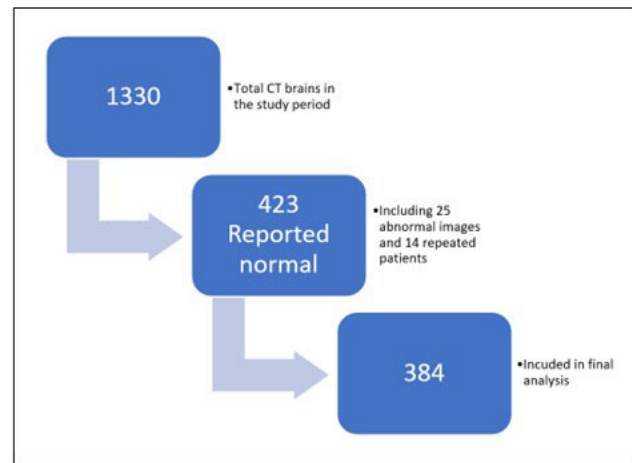 1330
•Total CT brains in
the study period
423
Reported
normal
•Including 25
abnormal images
and 14 repeated
patients
384
•Incuded in final
analysis